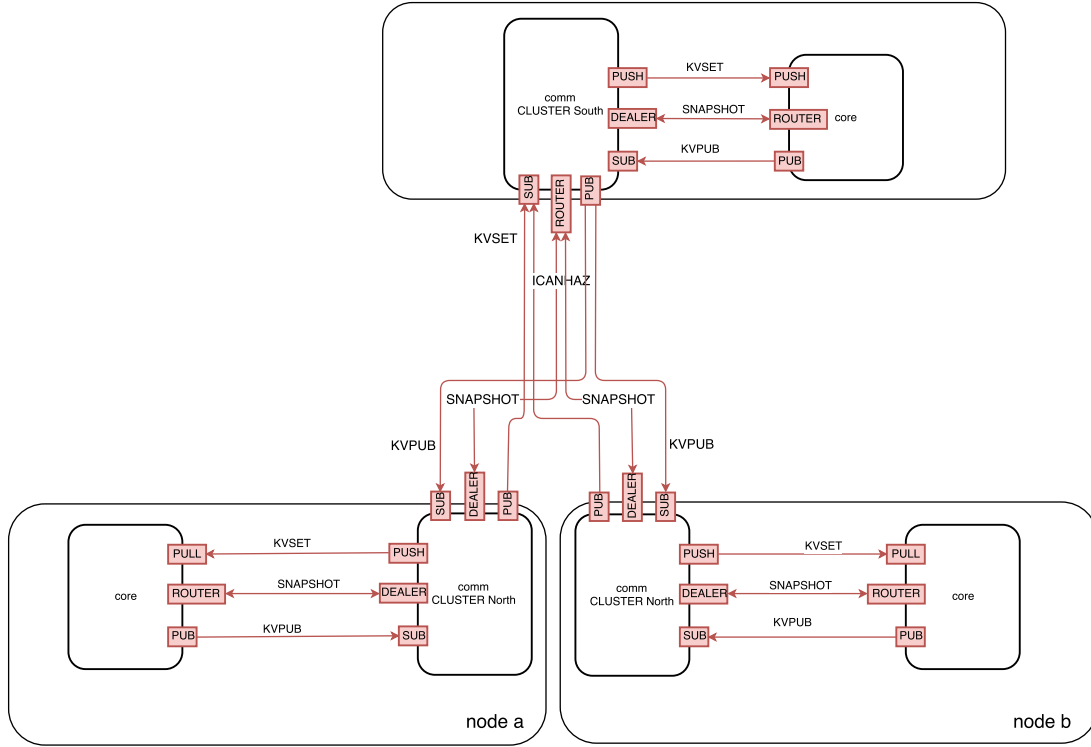 PUSH
KVSET
PUSH
comm
CLUSTER South
DEALER
SNAPSHOT
ROUTER
core
SUB
KVPUB
PUB
SUB
ROUTER
PUB
KVSET
ICANHAZ
SNAPSHOT
SNAPSHOT
KVPUB
KVPUB
SUB
DEALER
PUB
PUB
DEALER
SUB
PULL
KVSET
PUSH
core
ROUTER
SNAPSHOT
DEALER
comm
CLUSTER North
PUB
KVPUB
SUB
node a
PUSH
KVSET
PULL
comm
CLUSTER North
DEALER
SNAPSHOT
ROUTER
core
SUB
KVPUB
PUB
node b